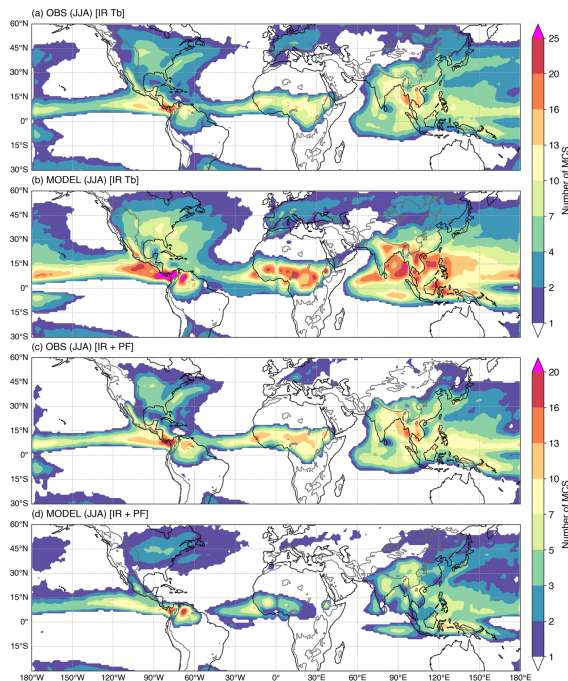 (a) OBS (JJA) [IR Tb]
60°N
45°N
30°N
15°N
0°
15°S
30°S
(b) MODEL (JJA) [IR Tb]
60°N
45°N
30°N
15°N
0°
15°S
30°S
25
20
16
13
10
7
4
2
1
Number of MCS
(c) OBS (JJA) [IR + PF]
60°N
45°N
30°N
15°N
0°
15°S
30°S
(d) MODEL (JJA) [IR + PF]
60°N
45°N
30°N
15°N
0°
15°S
180°W 150°W 120°W 90°W 60°W 30°W 0° 30°E 60°E 90°E 120°E 150°E 180°E
20
16
13
10
7
5
3
2
1
Number of MCS